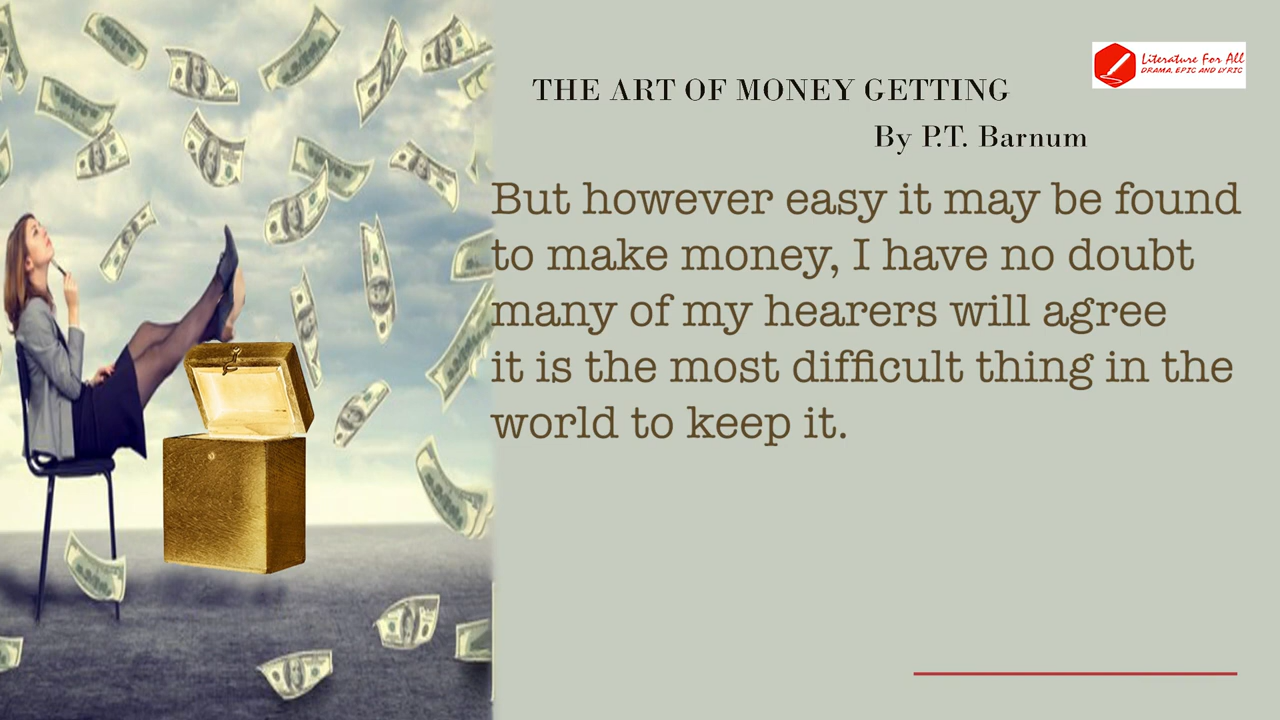 Literature For All
DRAMA, EPIC AND LYRIC
THE ART OF MONEY GETTING
By P.T. Barnum
But however easy it may be found
to make money, I have no doubt
many of my hearers will agree
it is the most difficult thing in the
world to keep it.